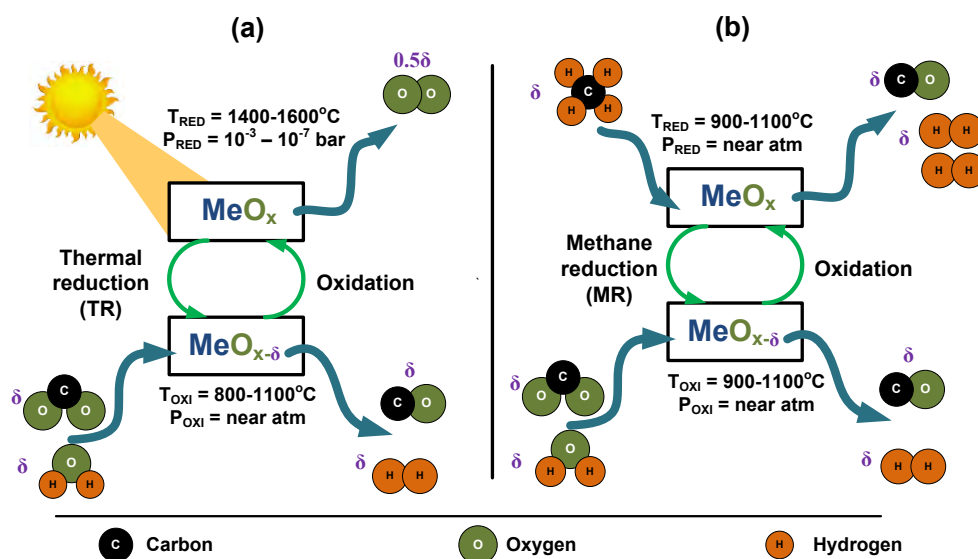 (a)
0.5δ
O O
T_RED = 1400-1600°C
P_RED = 10⁻³ – 10⁻⁷ bar
MeOₓ
Thermal
reduction
(TR)
Oxidation
MeO_x-δ
δ
C
O O
T_OXI = 800-1100°C
P_OXI = near atm
δ
C O
δ
O
H H
δ
H H
(b)
δ
H H
C
H H
T_RED = 900-1100°C
P_RED = near atm
δ
C O
δ
H H
H H
MeOₓ
Methane
reduction
(MR)
Oxidation
MeO_x-δ
δ
C
O O
T_OXI = 900-1100°C
P_OXI = near atm
δ
C O
δ
O
H H
δ
H H
C Carbon
O Oxygen
H Hydrogen